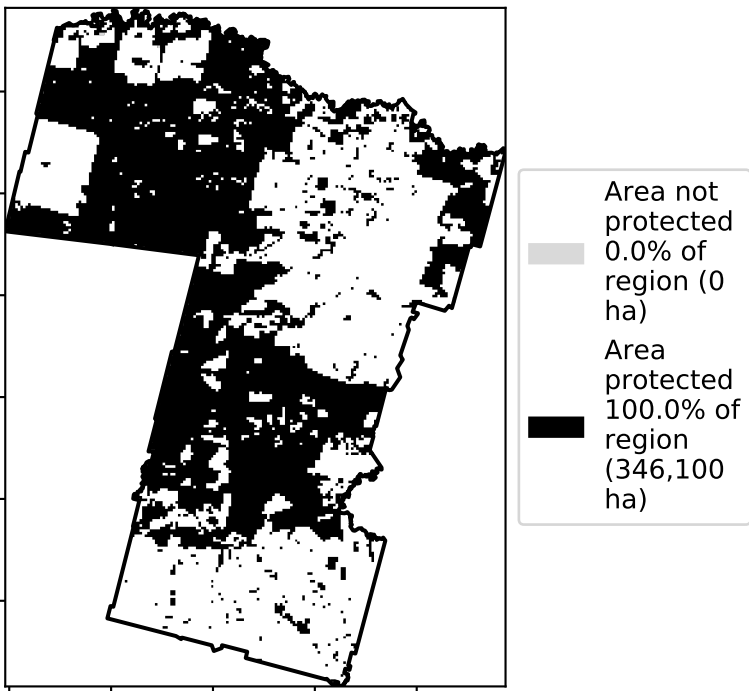 Area not
protected
0.0% of
region (0
ha)
Area
protected
100.0% of
region
(346,100
ha)